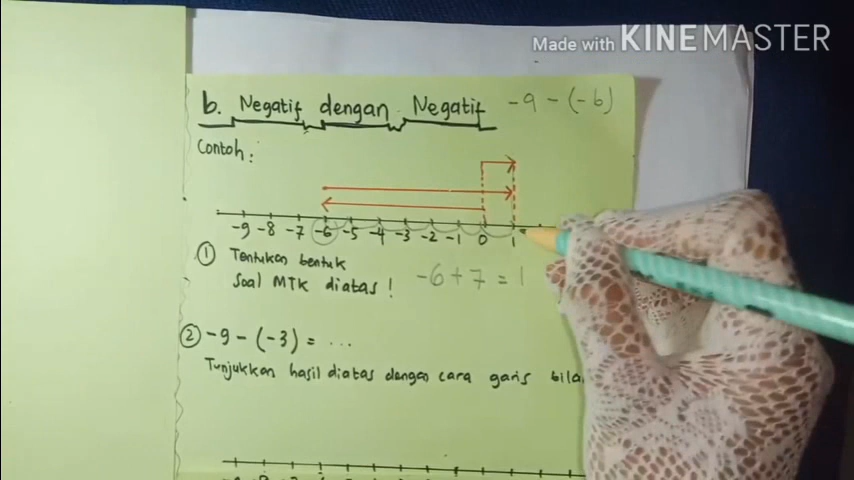 Made with KINEMASTER
b. Negatif dengan Negatif -9-(-6)
Contoh:
-9 -8 -7 -6 -5 -4 -3 -2 -1 0 1
① Tentukan bentuk
Soal MTK diatas! -6+7=1
② -9-(-3)= ...
Tunjukkan hasil diatas dengan cara garis bila